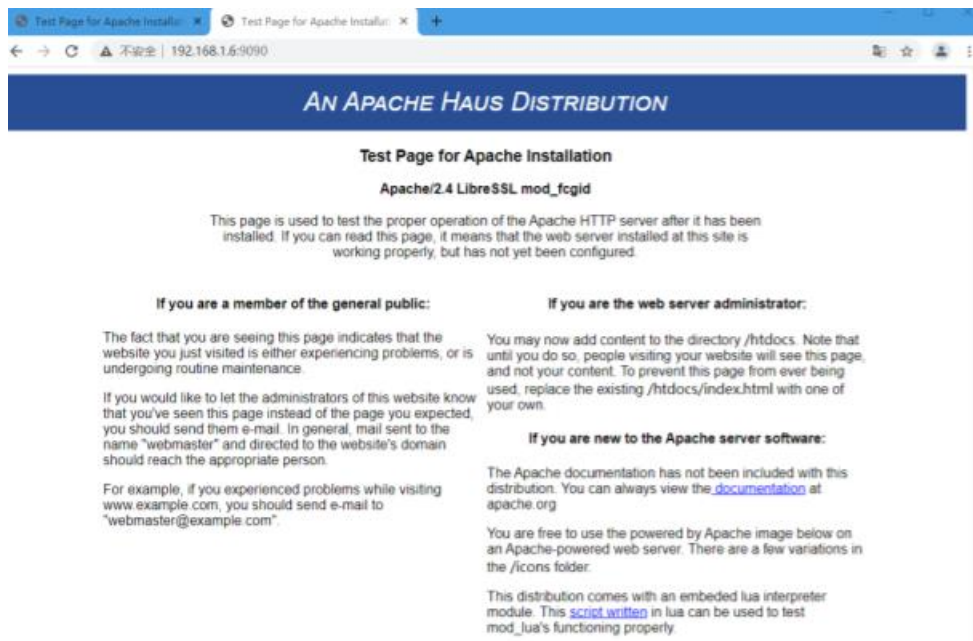 Test Page for Apache Installati
Test Page for Apache Installati
不安全 | 192.168.1.6:9090
AN APACHE HAUS DISTRIBUTION
Test Page for Apache Installation
Apache/2.4 LibreSSL mod_fcgid
This page is used to test the proper operation of the Apache HTTP server after it has been
installed. If you can read this page, it means that the web server installed at this site is
working properly, but has not yet been configured.
If you are a member of the general public:
The fact that you are seeing this page indicates that the
website you just visited is either experiencing problems, or is
undergoing routine maintenance.
If you would like to let the administrators of this website know
that you've seen this page instead of the page you expected,
you should send them e-mail. In general, mail sent to the
name "webmaster" and directed to the website's domain
should reach the appropriate person.
For example, if you experienced problems while visiting
www.example.com, you should send e-mail to
"webmaster@example.com".
If you are the web server administrator:
You may now add content to the directory /htdocs. Note that
until you do so, people visiting your website will see this page,
and not your content. To prevent this page from ever being
used, replace the existing /htdocs/index.html with one of
your own.
If you are new to the Apache server software:
The Apache documentation has not been included with this
distribution. You can always view the documentation at
apache.org
You are free to use the powered by Apache image below on
an Apache-powered web server. There are a few variations in
the /icons folder.
This distribution comes with an embeded lua interpreter
module. This script written in lua can be used to test
mod_lua's functioning properly.